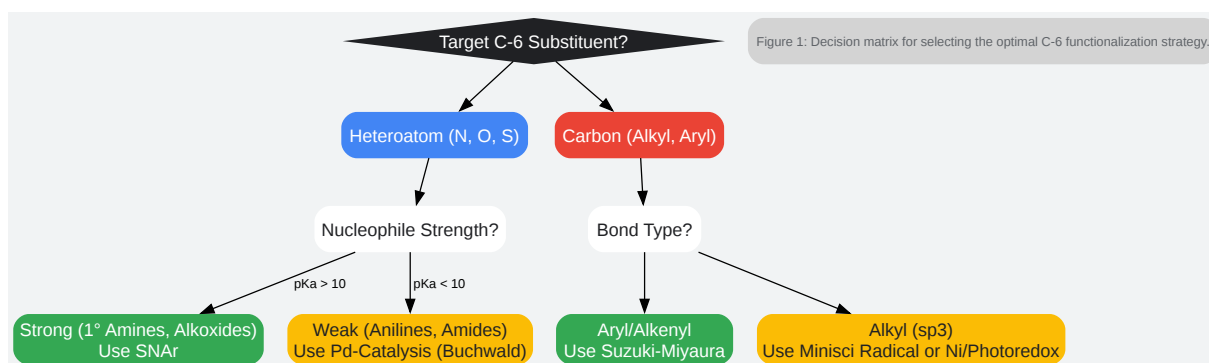 Target C-6 Substituent?
Figure 1: Decision matrix for selecting the optimal C-6 functionalization strategy.
Heteroatom (N, O, S)
Carbon (Alkyl, Aryl)
Nucleophile Strength?
Bond Type?
pKa > 10
pKa < 10
Strong (1° Amines, Alkoxides)
Use SNAr
Weak (Anilines, Amides)
Use Pd-Catalysis (Buchwald)
Aryl/Alkenyl
Use Suzuki-Miyaura
Alkyl (sp3)
Use Minisci Radical or Ni/Photoredox